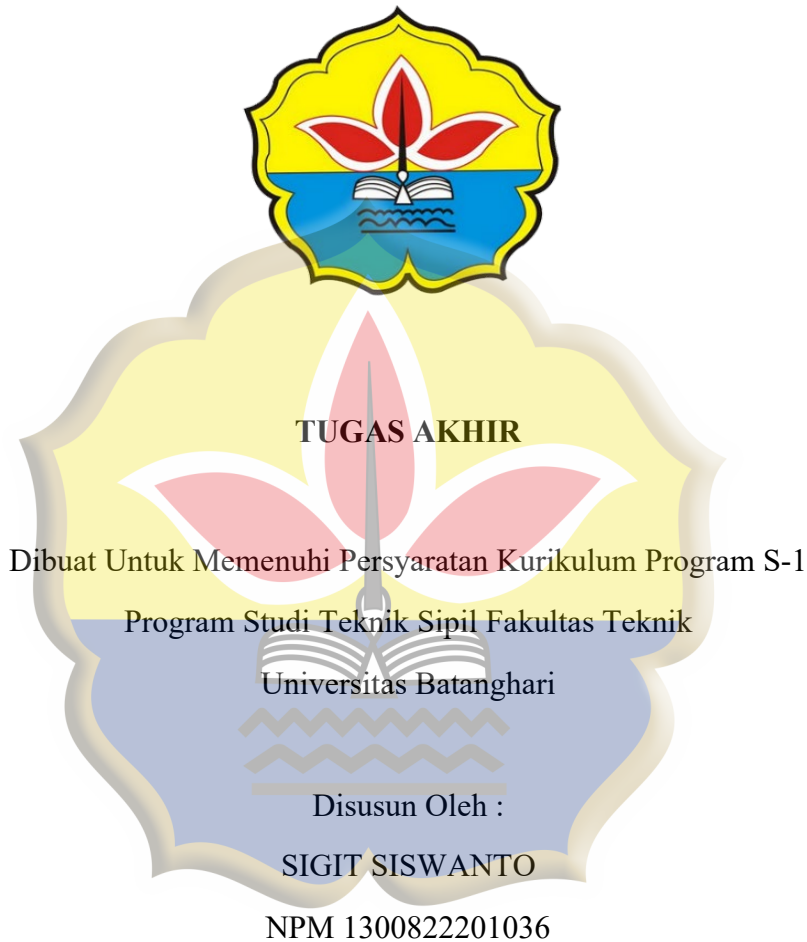 TUGAS AKHIR
Dibuat Untuk Memenuhi Persyaratan Kurikulum Program S-1
Program Studi Teknik Sipil Fakultas Teknik
Universitas Batanghari
Disusun Oleh :
SIGIT SISWANTO
NPM 1300822201036